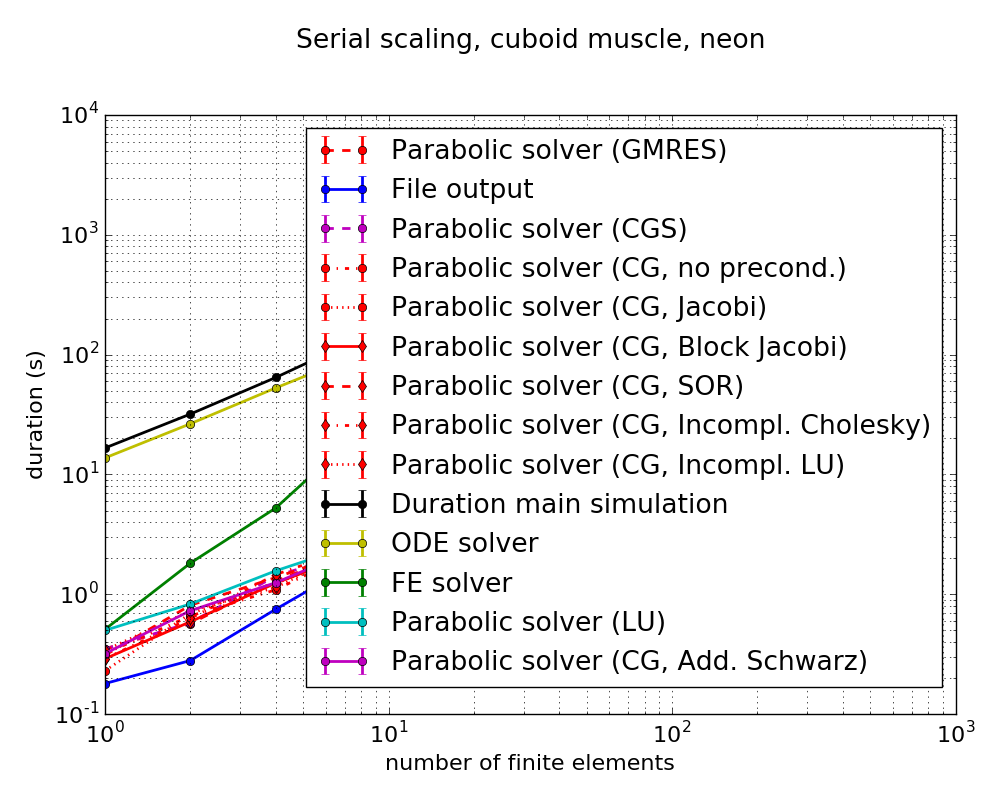 Serial scaling, cuboid muscle, neon
10^4
10^3
10^2
10^1
10^0
10^-1
duration (s)
Parabolic solver (GMRES)
File output
Parabolic solver (CGS)
Parabolic solver (CG, no precond.)
Parabolic solver (CG, Jacobi)
Parabolic solver (CG, Block Jacobi)
Parabolic solver (CG, SOR)
Parabolic solver (CG, Incompl. Cholesky)
Parabolic solver (CG, Incompl. LU)
Duration main simulation
ODE solver
FE solver
Parabolic solver (LU)
Parabolic solver (CG, Add. Schwarz)
10^0 10^1 10^2 10^3
number of finite elements